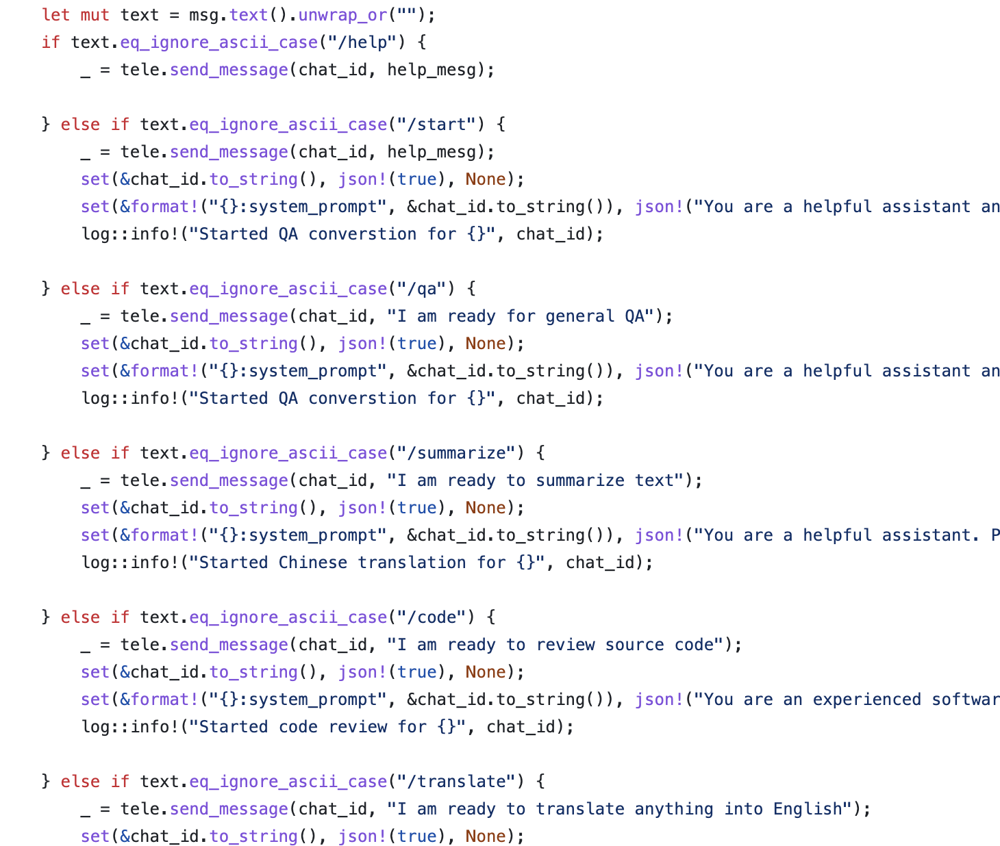 let mut text = msg.text().unwrap_or("");
if text.eq_ignore_ascii_case("/help") {
    _ = tele.send_message(chat_id, help_mesg);

} else if text.eq_ignore_ascii_case("/start") {
    _ = tele.send_message(chat_id, help_mesg);
    set(&chat_id.to_string(), json!(true), None);
    set(&format!("{}:system_prompt", &chat_id.to_string()), json!("You are a helpful assistant an
    log::info!("Started QA converstion for {}", chat_id);

} else if text.eq_ignore_ascii_case("/qa") {
    _ = tele.send_message(chat_id, "I am ready for general QA");
    set(&chat_id.to_string(), json!(true), None);
    set(&format!("{}:system_prompt", &chat_id.to_string()), json!("You are a helpful assistant an
    log::info!("Started QA converstion for {}", chat_id);

} else if text.eq_ignore_ascii_case("/summarize") {
    _ = tele.send_message(chat_id, "I am ready to summarize text");
    set(&chat_id.to_string(), json!(true), None);
    set(&format!("{}:system_prompt", &chat_id.to_string()), json!("You are a helpful assistant. P
    log::info!("Started Chinese translation for {}", chat_id);

} else if text.eq_ignore_ascii_case("/code") {
    _ = tele.send_message(chat_id, "I am ready to review source code");
    set(&chat_id.to_string(), json!(true), None);
    set(&format!("{}:system_prompt", &chat_id.to_string()), json!("You are an experienced softwar
    log::info!("Started code review for {}", chat_id);

} else if text.eq_ignore_ascii_case("/translate") {
    _ = tele.send_message(chat_id, "I am ready to translate anything into English");
    set(&chat_id.to_string(), json!(true), None);